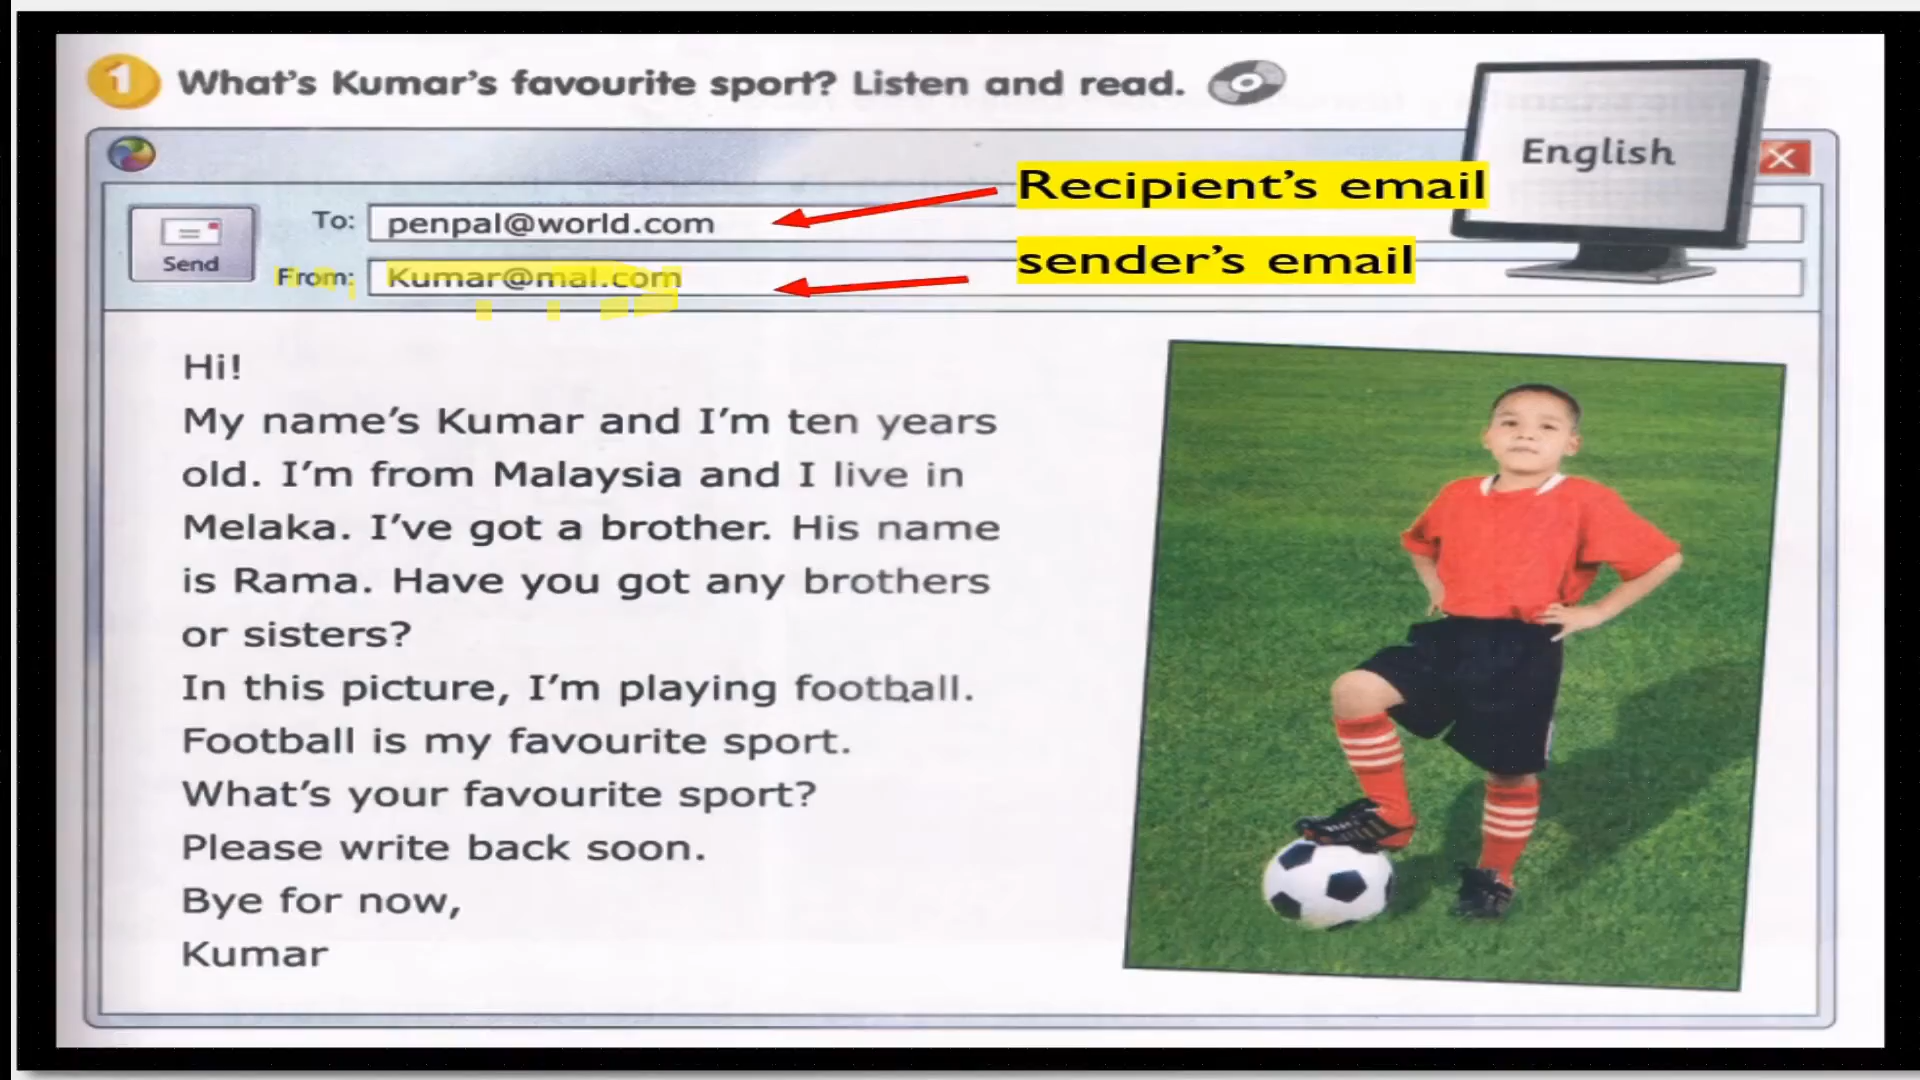 1 What's Kumar's favourite sport? Listen and read.
English
Recipient's email
To: penpal@world.com
sender's email
Send
From: Kumar@mal.com
Hi!
My name's Kumar and I'm ten years
old. I'm from Malaysia and I live in
Melaka. I've got a brother. His name
is Rama. Have you got any brothers
or sisters?
In this picture, I'm playing football.
Football is my favourite sport.
What's your favourite sport?
Please write back soon.
Bye for now,
Kumar